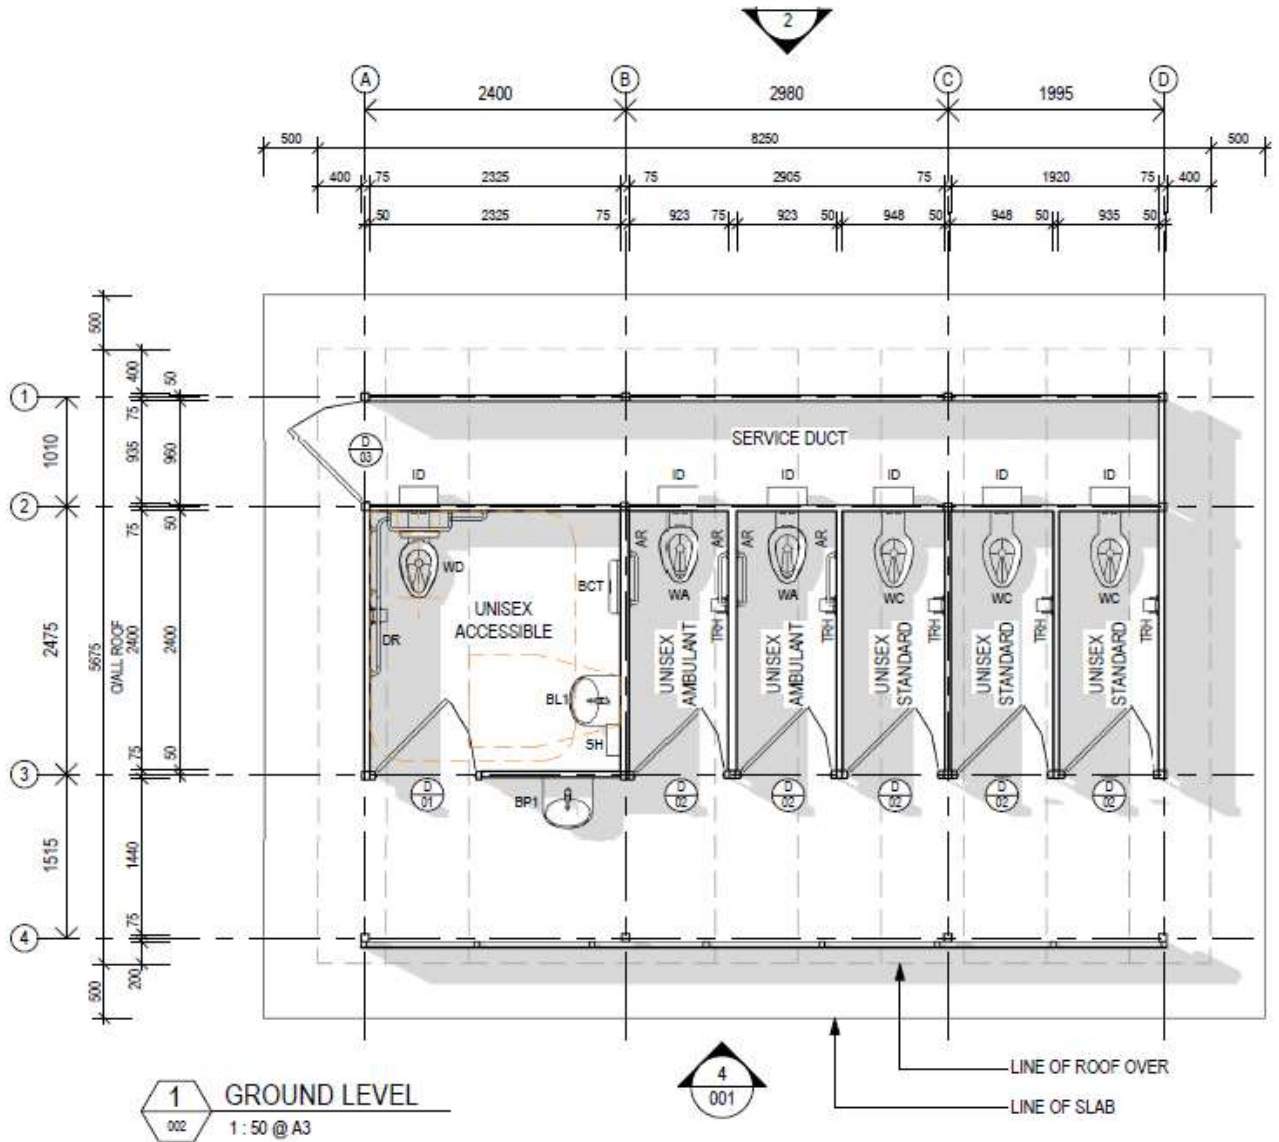 2
A
B
C
D
2400
2980
1995
500
8250
500
400
75
2325
75
2905
75
1920
75
400
50
2325
75
923
75
923
50
948
50
948
50
935
50
500
400
50
1
75
1010
935
960
D
03
SERVICE DUCT
ID
ID
ID
ID
ID
ID
2
75
50
AR
AR
AR
AR
WD
BCT
WA
WA
WC
WC
WC
UNISEX
ACCESSIBLE
DR
TRH
TRH
TRH
TRH
TRH
2475
5675
O/ALL ROOF
2400
2400
UNISEX
AMBULANT
UNISEX
AMBULANT
UNISEX
STANDARD
UNISEX
STANDARD
UNISEX
STANDARD
BL1
SH
75
50
3
D
01
BP1
D
02
D
02
D
02
D
02
D
02
1515
1440
75
4
500
200
LINE OF ROOF OVER
LINE OF SLAB
4
001
1
002
GROUND LEVEL
1 : 50 @ A3